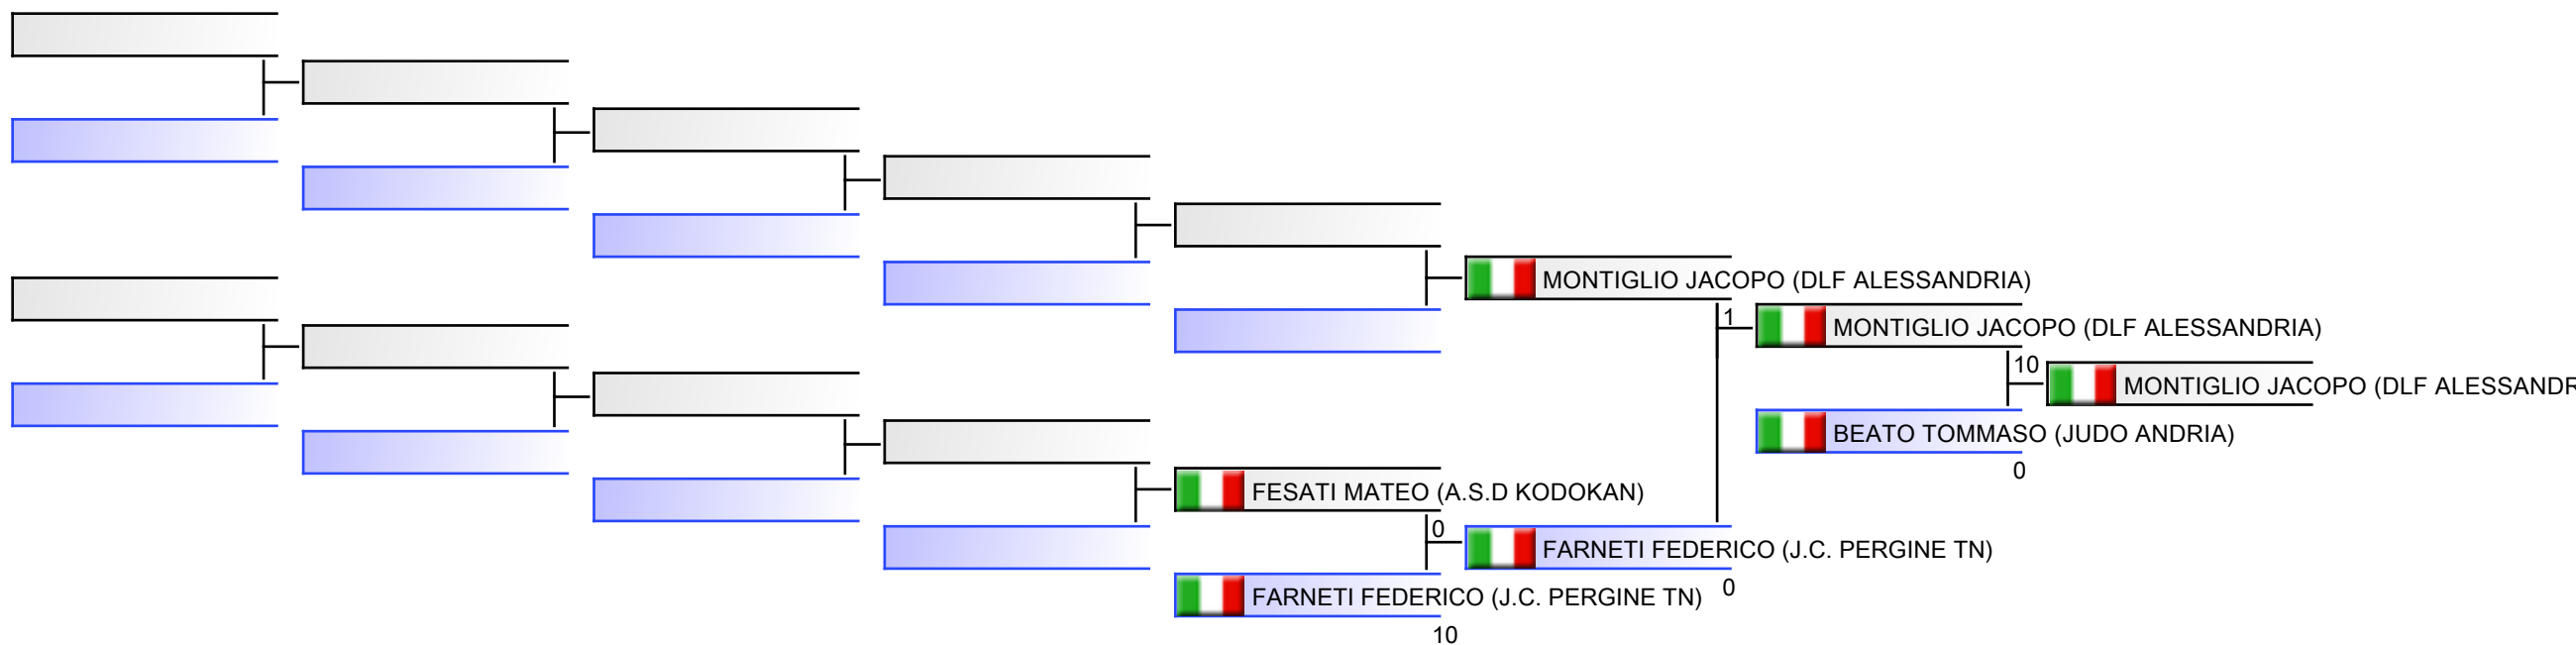 MONTIGLIO JACOPO (DLF ALESSANDRIA)
1
MONTIGLIO JACOPO (DLF ALESSANDRIA)
10
MONTIGLIO JACOPO (DLF ALESSANDR
BEATO TOMMASO (JUDO ANDRIA)
0
FESATI MATEO (A.S.D KODOKAN)
0
FARNETI FEDERICO (J.C. PERGINE TN)
0
FARNETI FEDERICO (J.C. PERGINE TN)
10